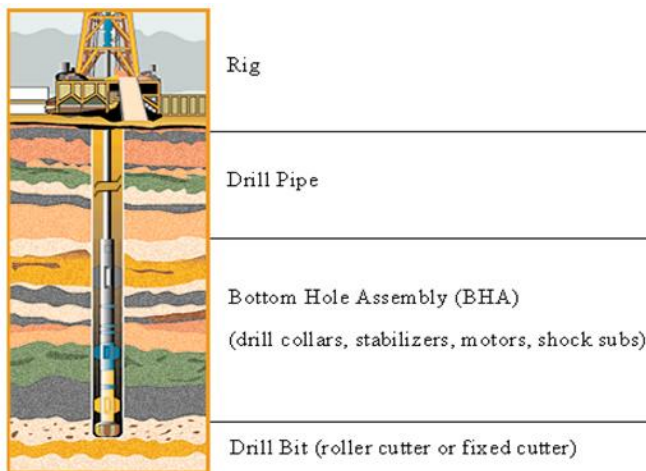 Rig
Drill Pipe
Bottom Hole Assembly (BHA)
(drill collars, stabilizers, motors, shock subs)
Drill Bit (roller cutter or fixed cutter)